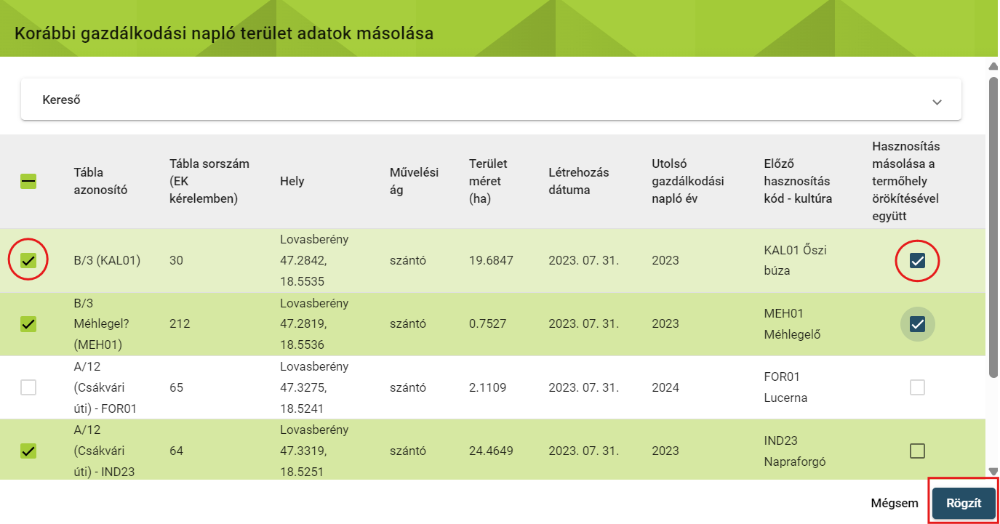 Korábbi gazdálkodási napló terület adatok másolása
Kereső
Tábla azonosító
Tábla sorszám (EK kérelemben)
Hely
Művelési ág
Terület méret (ha)
Létrehozás dátuma
Utolsó gazdálkodási napló év
Előző hasznosítás kód - kultúra
Hasznosítás másolása a termőhely örökítésével együtt
B/3 (KAL01)
30
Lovasberény
47.2842,
18.5535
szántó
19.6847
2023. 07. 31.
2023
KAL01 Őszi
búza
B/3
Méhlegel?
(MEH01)
212
Lovasberény
47.2819,
18.5536
szántó
0.7527
2023. 07. 31.
2023
MEH01
Méhlegelő
A/12
(Csákvári
úti) - FOR01
65
Lovasberény
47.3275,
18.5241
szántó
2.1109
2023. 07. 31.
2024
FOR01
Lucerna
A/12
(Csákvári
úti) - IND23
64
Lovasberény
47.3319,
18.5251
szántó
24.4649
2023. 07. 31.
2023
IND23
Napraforgó
Mégsem
Rögzít